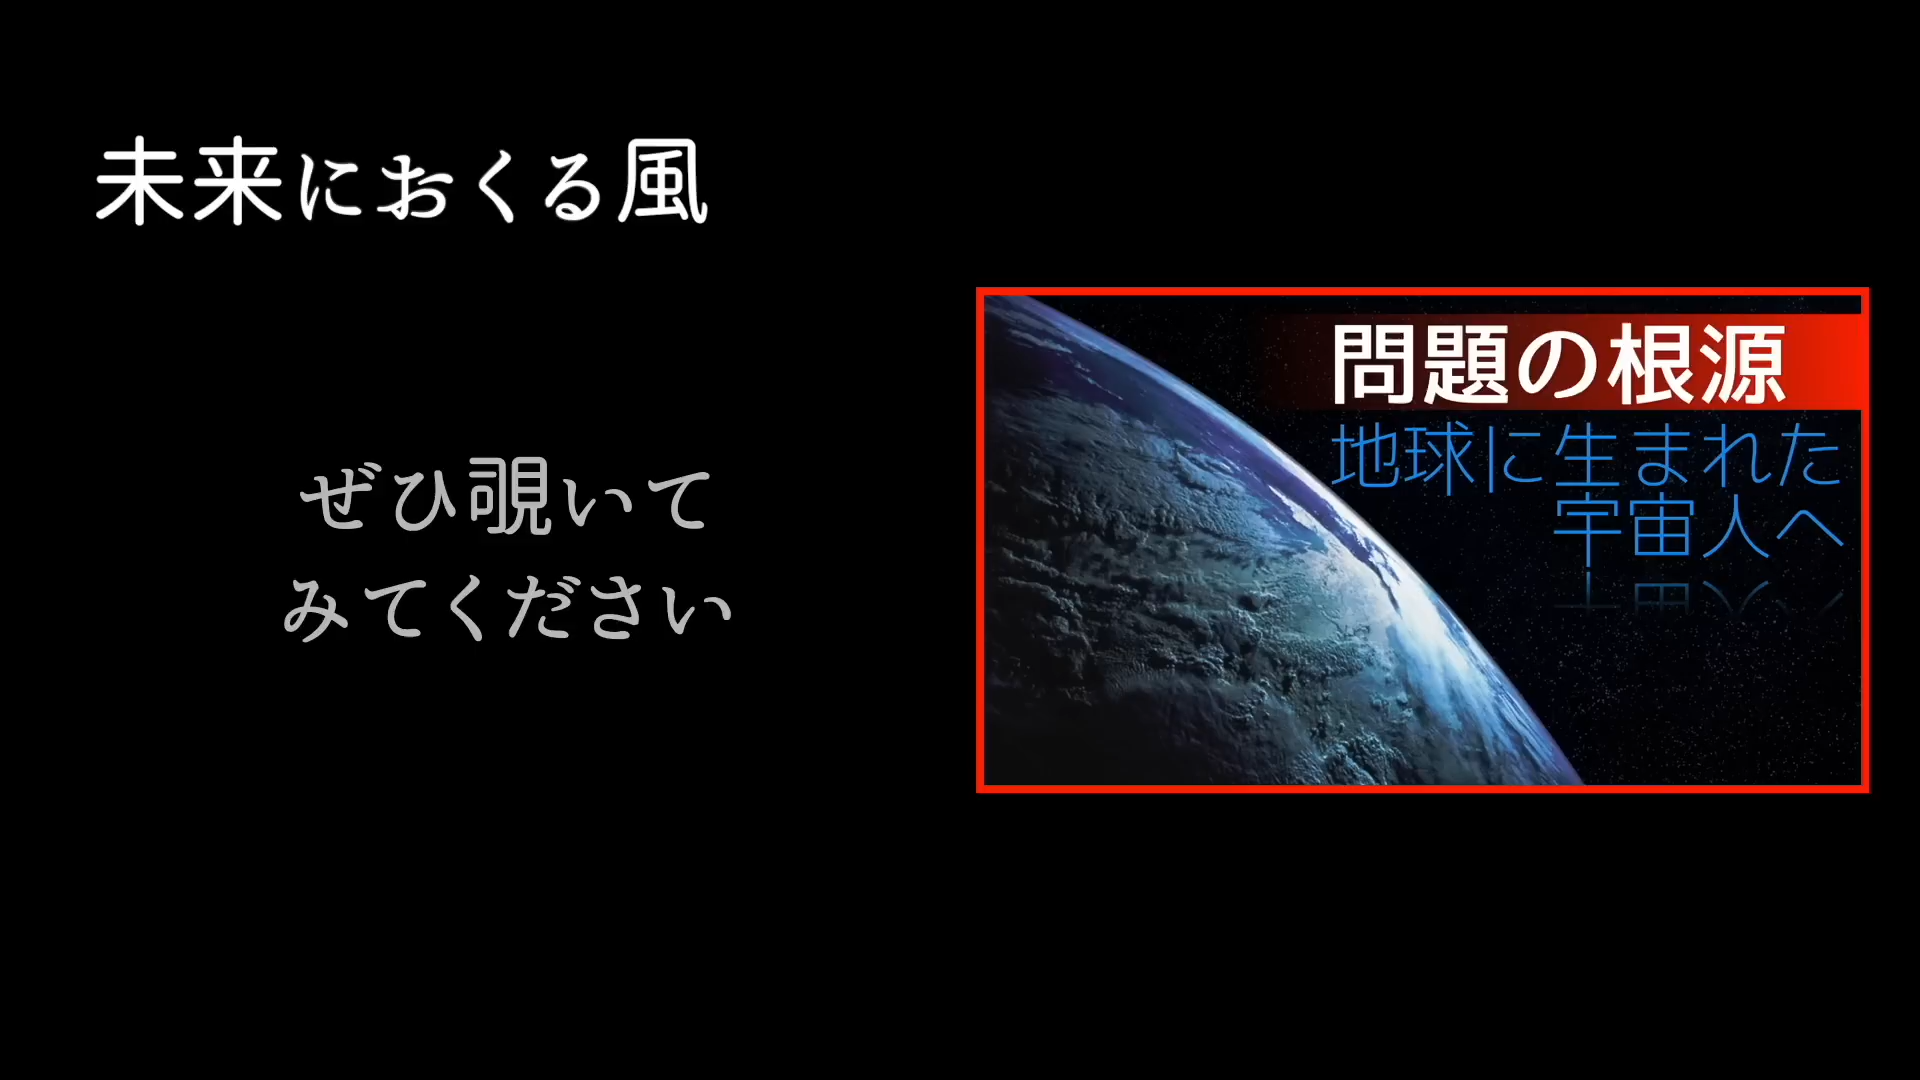 未来におくる風
ぜひ覗いて
みてください
問題の根源
地球に生まれた
宇宙人へ